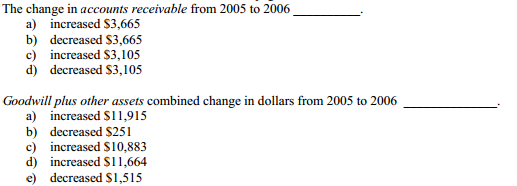 The change in accounts receivable from 2005 to 2006 __________.
a) increased $3,665
b) decreased $3,665
c) increased $3,105
d) decreased $3,105
Goodwill plus other assets combined change in dollars from 2005 to 2006 ______________.
a) increased $11,915
b) decreased $251
c) increased $10,883
d) increased $11,664
e) decreased $1,515